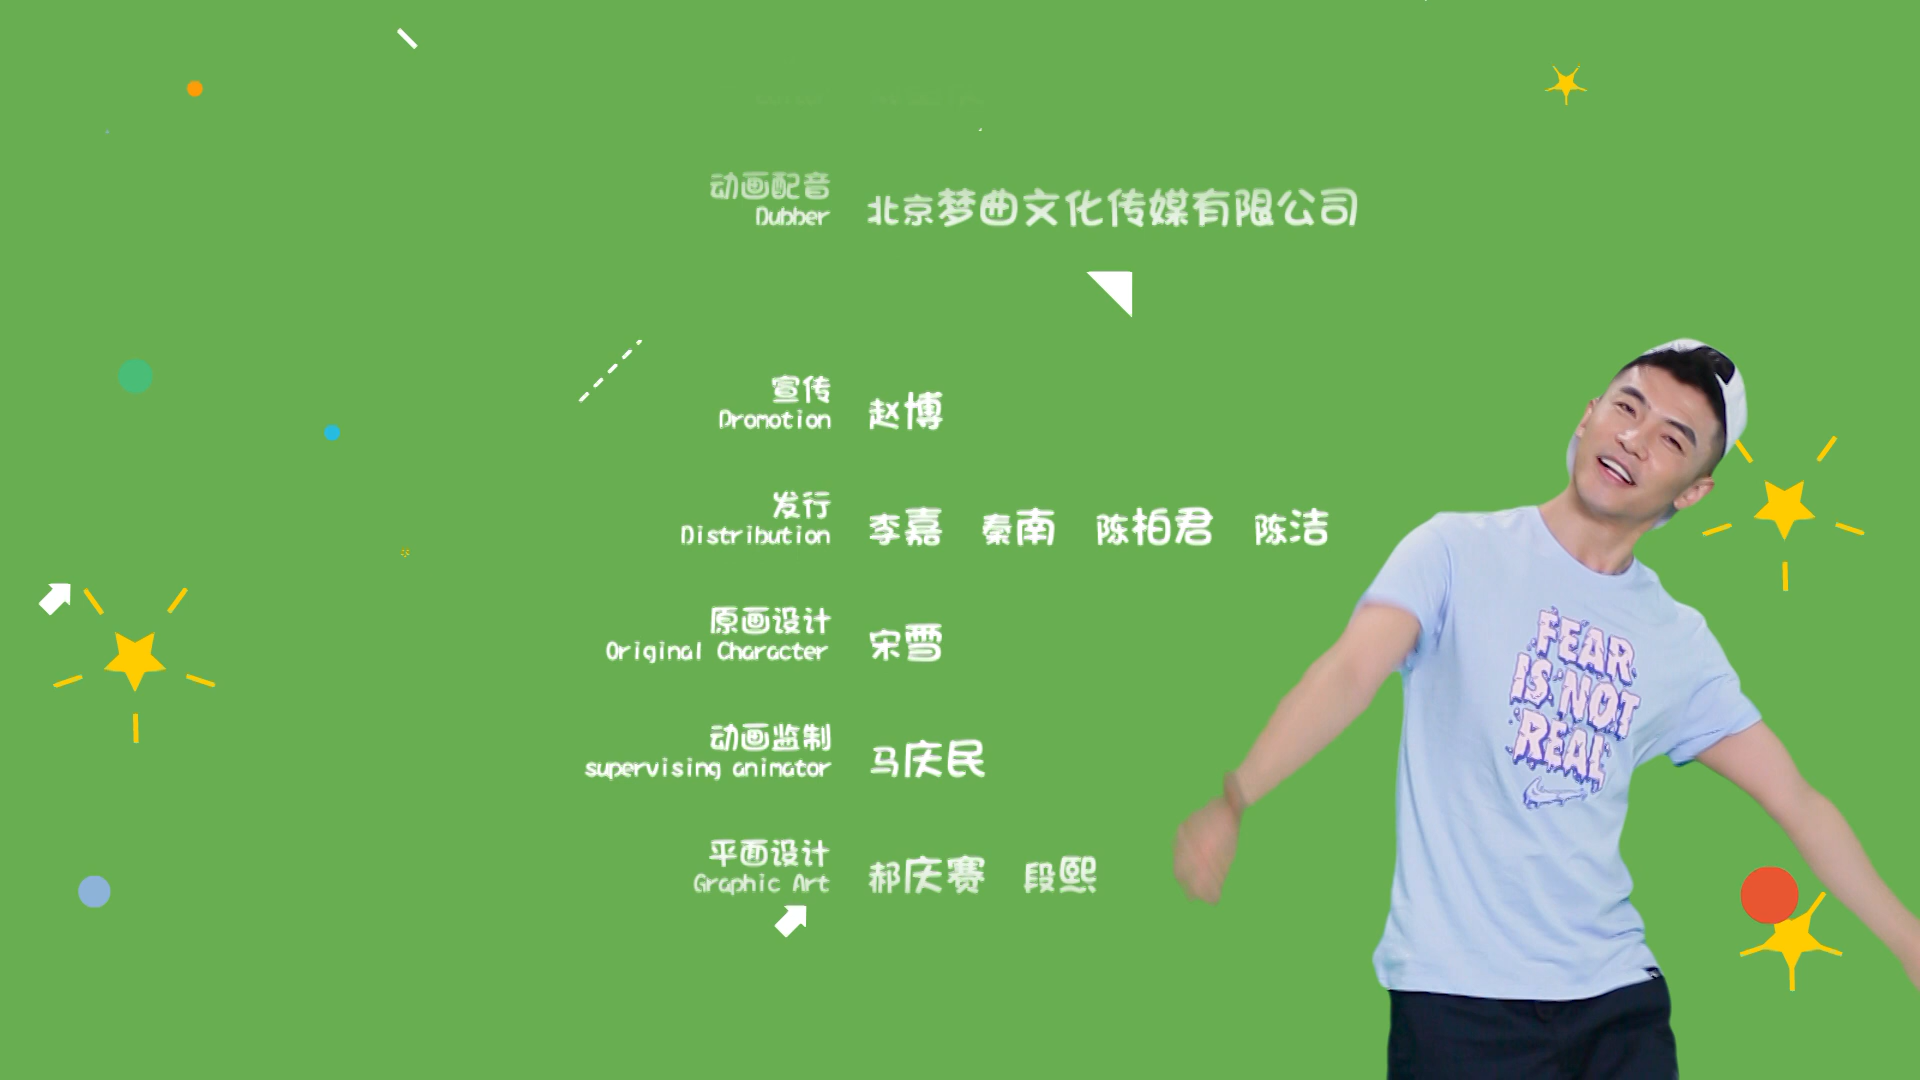 动画配音
Dubber
北京梦曲文化传媒有限公司
宣传
Promotion
赵博
发行
Distribution
李嘉 秦南 陈柏君 陈洁
原画设计
Original Character
宋雪
动画监制
supervising animator
马庆民
平面设计
Graphic Art
郝庆赛 段熙
FEAR
IS NOT
REAL